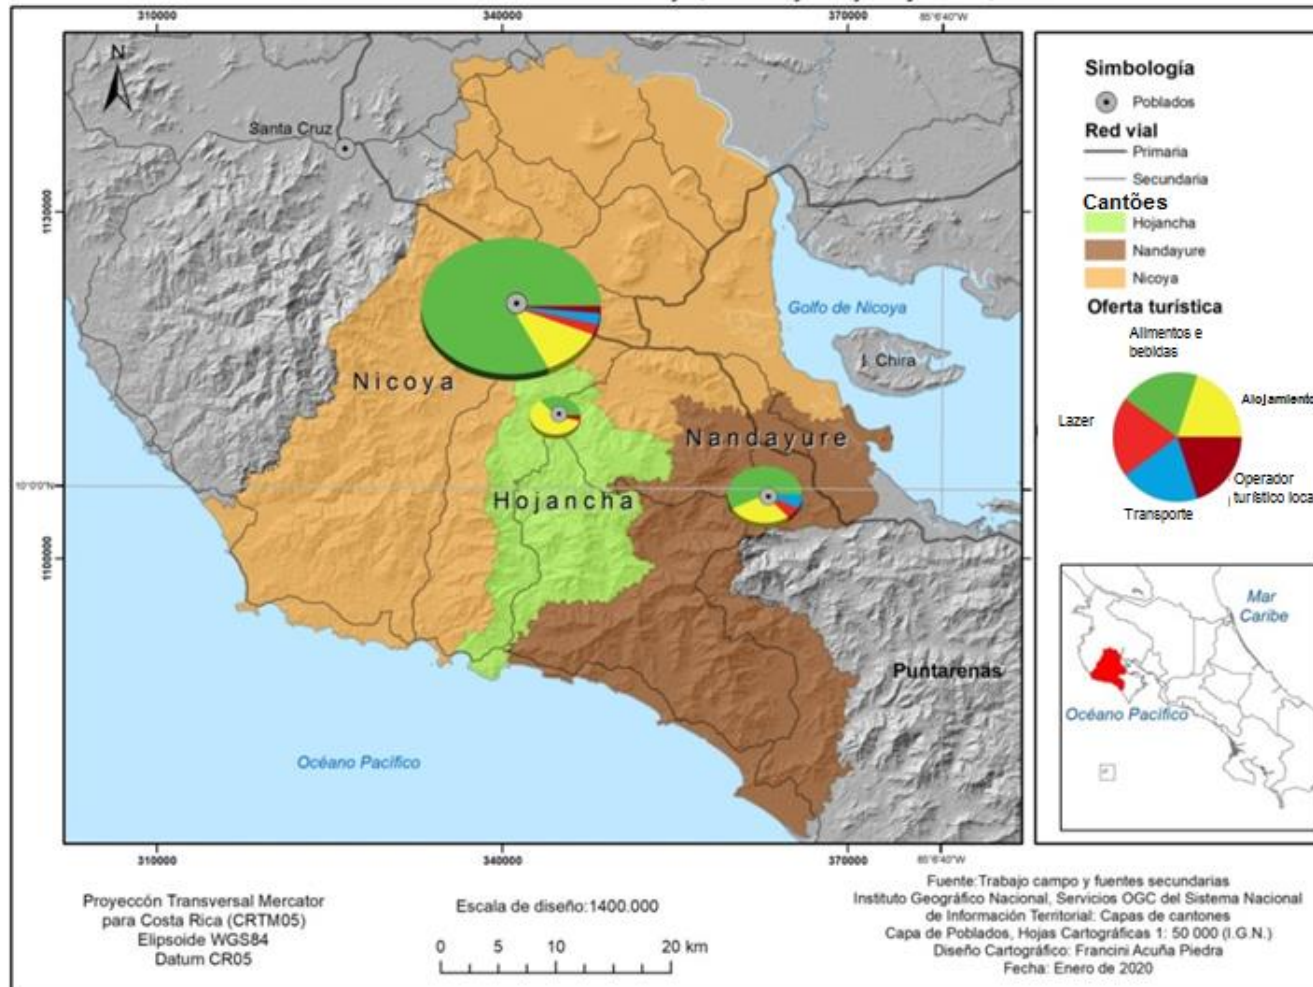 310000
340000
370000
85°6'40"W
N
Santa Cruz
1130000
Golfo de Nicoya
I. Chira
Nicoya
Nandayure
10°0'0"N
Hojancha
1100000
Puntarenas
Océano Pacífico
310000
340000
370000
85°6'40"W
Simbología
Poblados
Red vial
Primaria
Secundaria
Cantões
Hojancha
Nandayure
Nicoya
Oferta turística
Alimentos e
bebidas
Alojamiento
Lazer
Operador
turístico local
Transporte
Mar
Caribe
Océano Pacífico
Proyeccón Transversal Mercator
para Costa Rica (CRTM05)
Elipsoide WGS84
Datum CR05
Escala de diseño:1400.000
0 5 10 20 km
Fuente:Trabajo campo y fuentes secundarias
Instituto Geográfico Nacional, Servicios OGC del Sistema Nacional
de Información Territorial: Capas de cantones
Capa de Poblados, Hojas Cartográficas 1: 50 000 (I.G.N.)
Diseño Cartográfico: Francini Acuña Piedra
Fecha: Enero de 2020